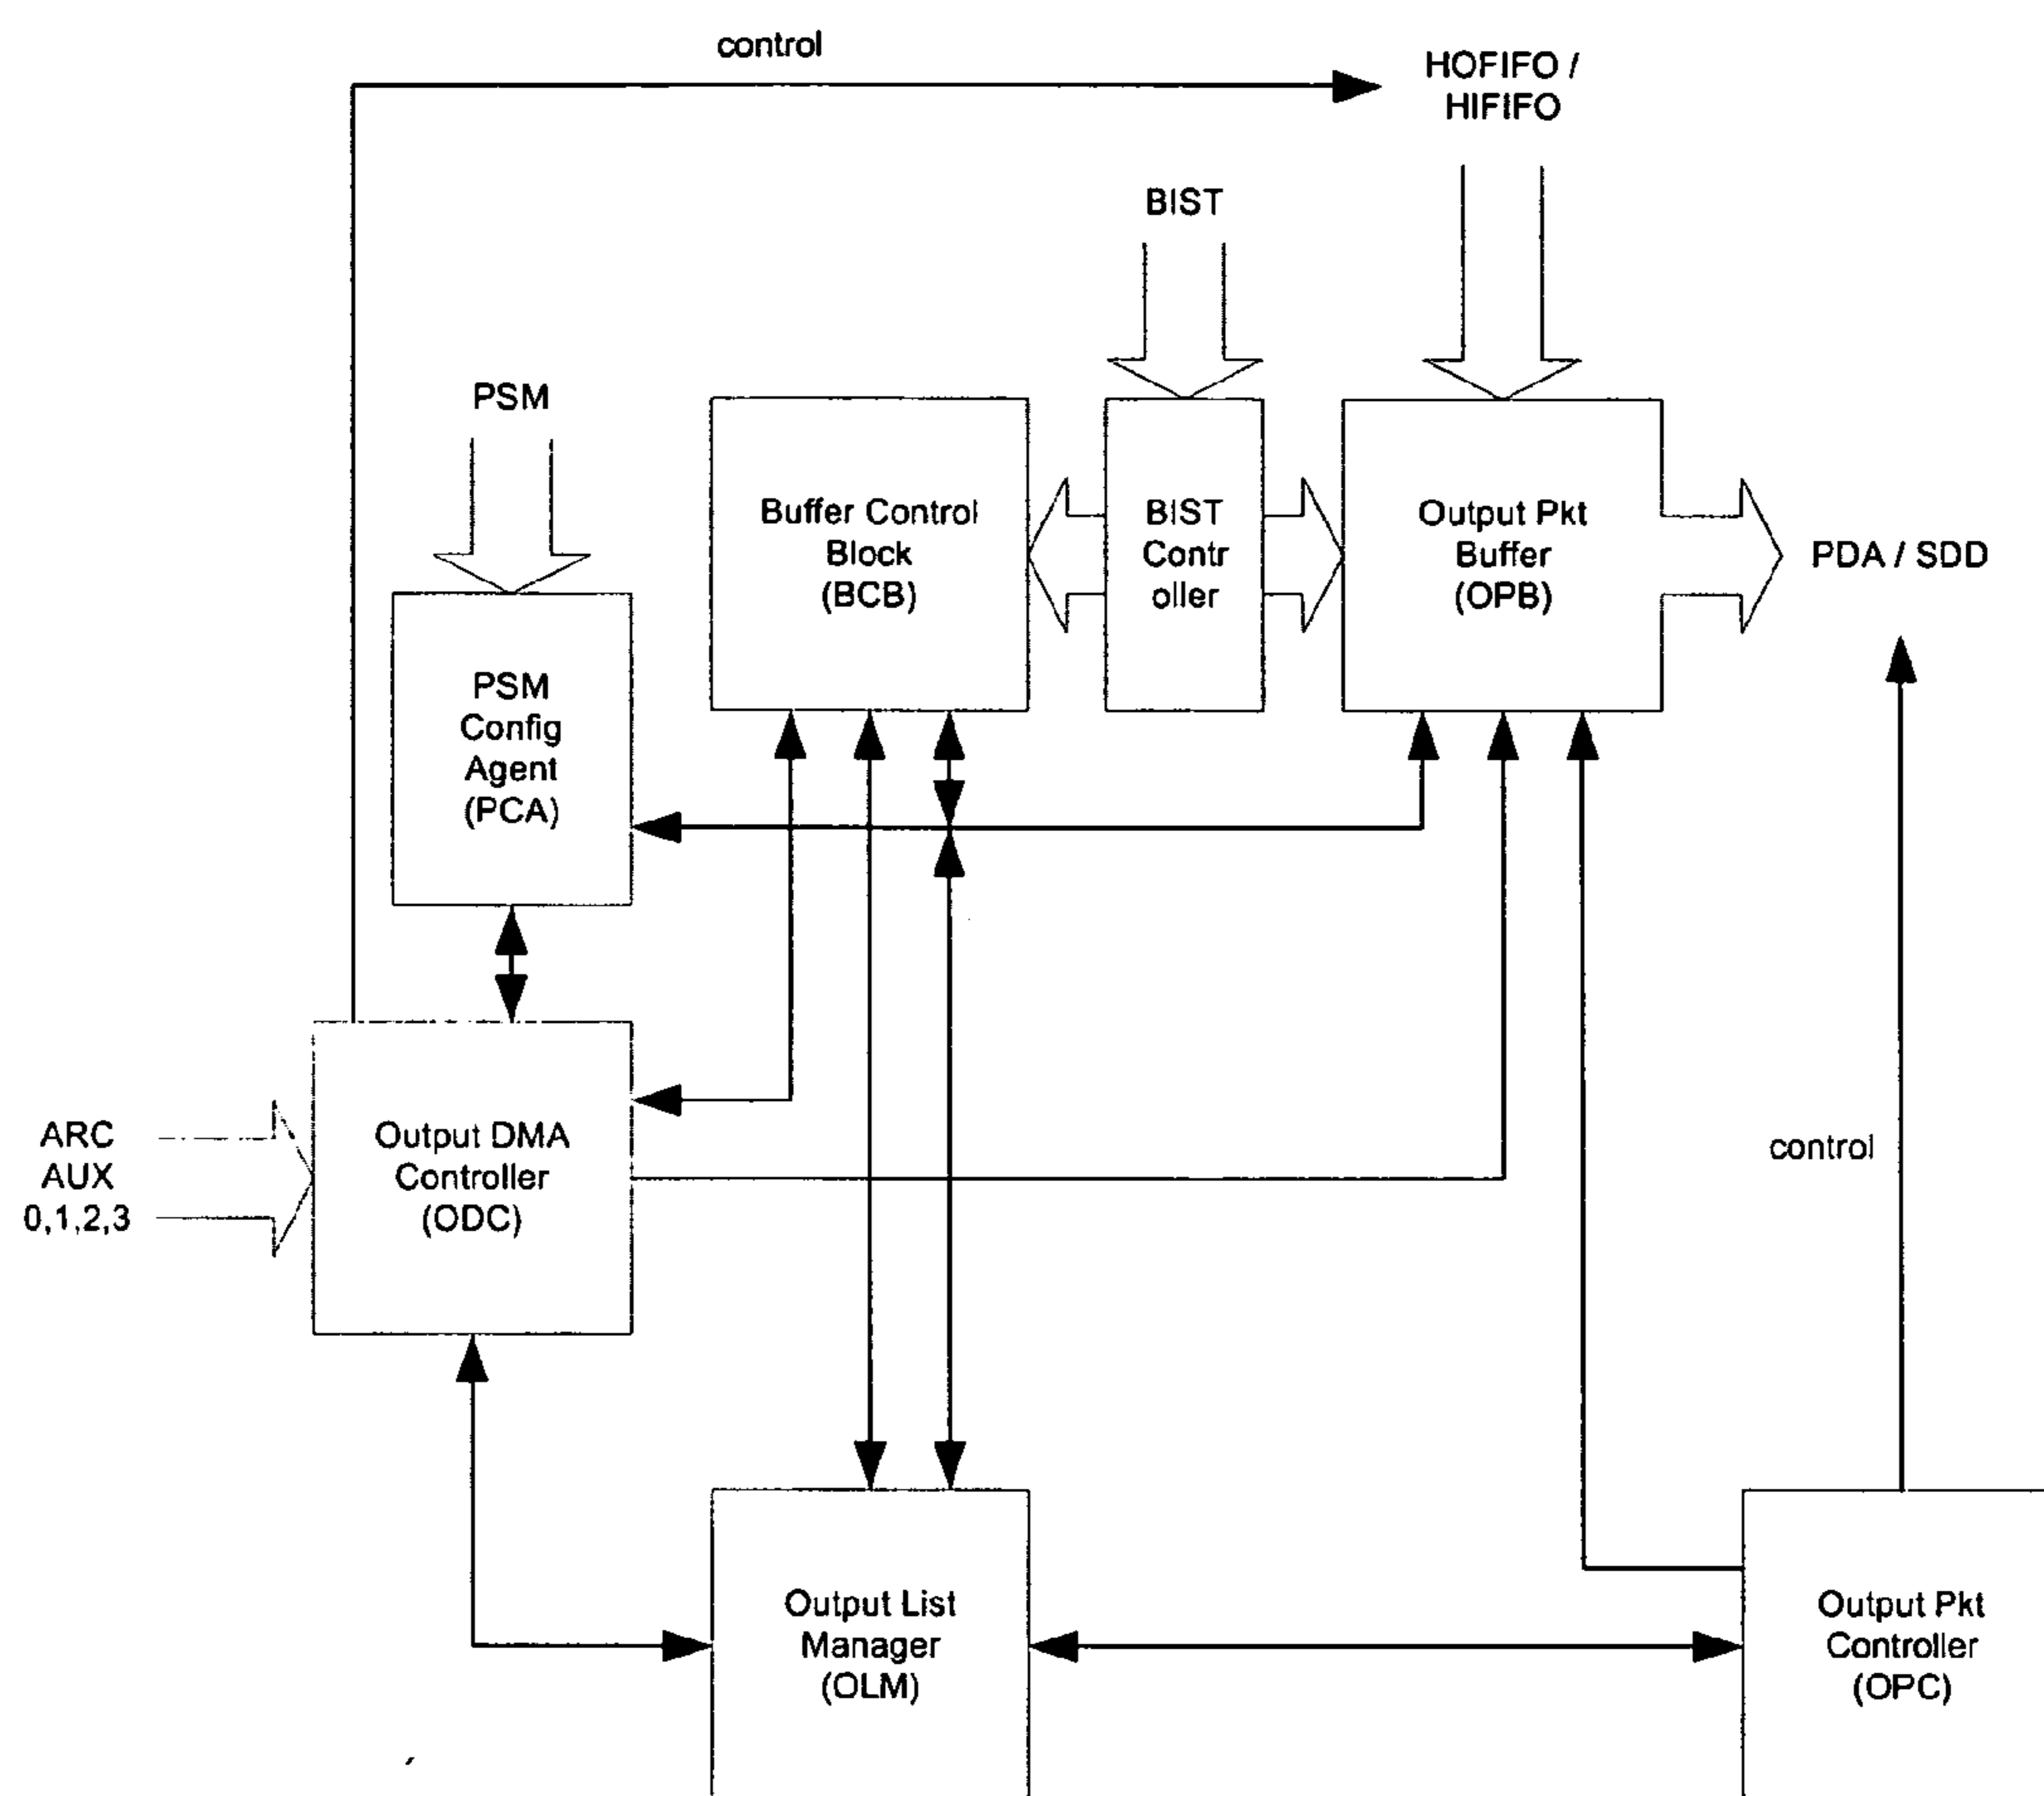 control
HOFIFO /
HIFIFO
BIST
PSM
Buffer Control
Block
(BCB)
BIST
Contr
oller
Output Pkt
Buffer
(OPB)
PDA / SDD
PSM
Config
Agent
(PCA)
ARC
AUX
0,1,2,3
Output DMA
Controller
(ODC)
control
Output List
Manager
(OLM)
Output Pkt
Controller
(OPC)